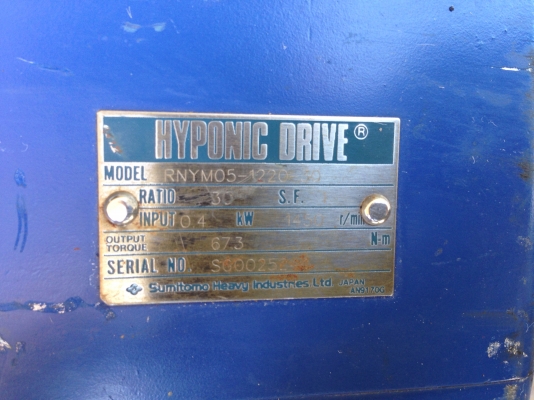 HYPONIC DRIVE ®
MODEL RNYM05-1220
RATIO 30 S.F.
INPUT 0.4 kW r/min
OUTPUT TORQUE 67.3 N-m
SERIAL NO.
Sumitomo Heavy Industries Ltd. JAPAN